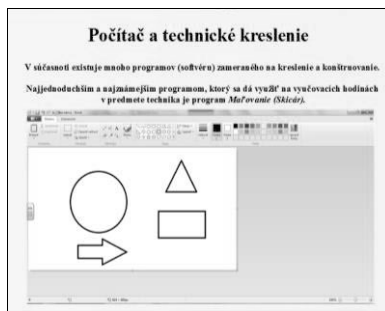 Počítač a technické kreslenie
V súčasnosti existuje mnoho programov (softvéru) zameraného na kreslenie a konštruovanie.
Najjednoduchším a najznámejším programom, ktorý sa dá využiť na vyučovacích hodinách
v predmete technika je program Maľovanie (Skicár).